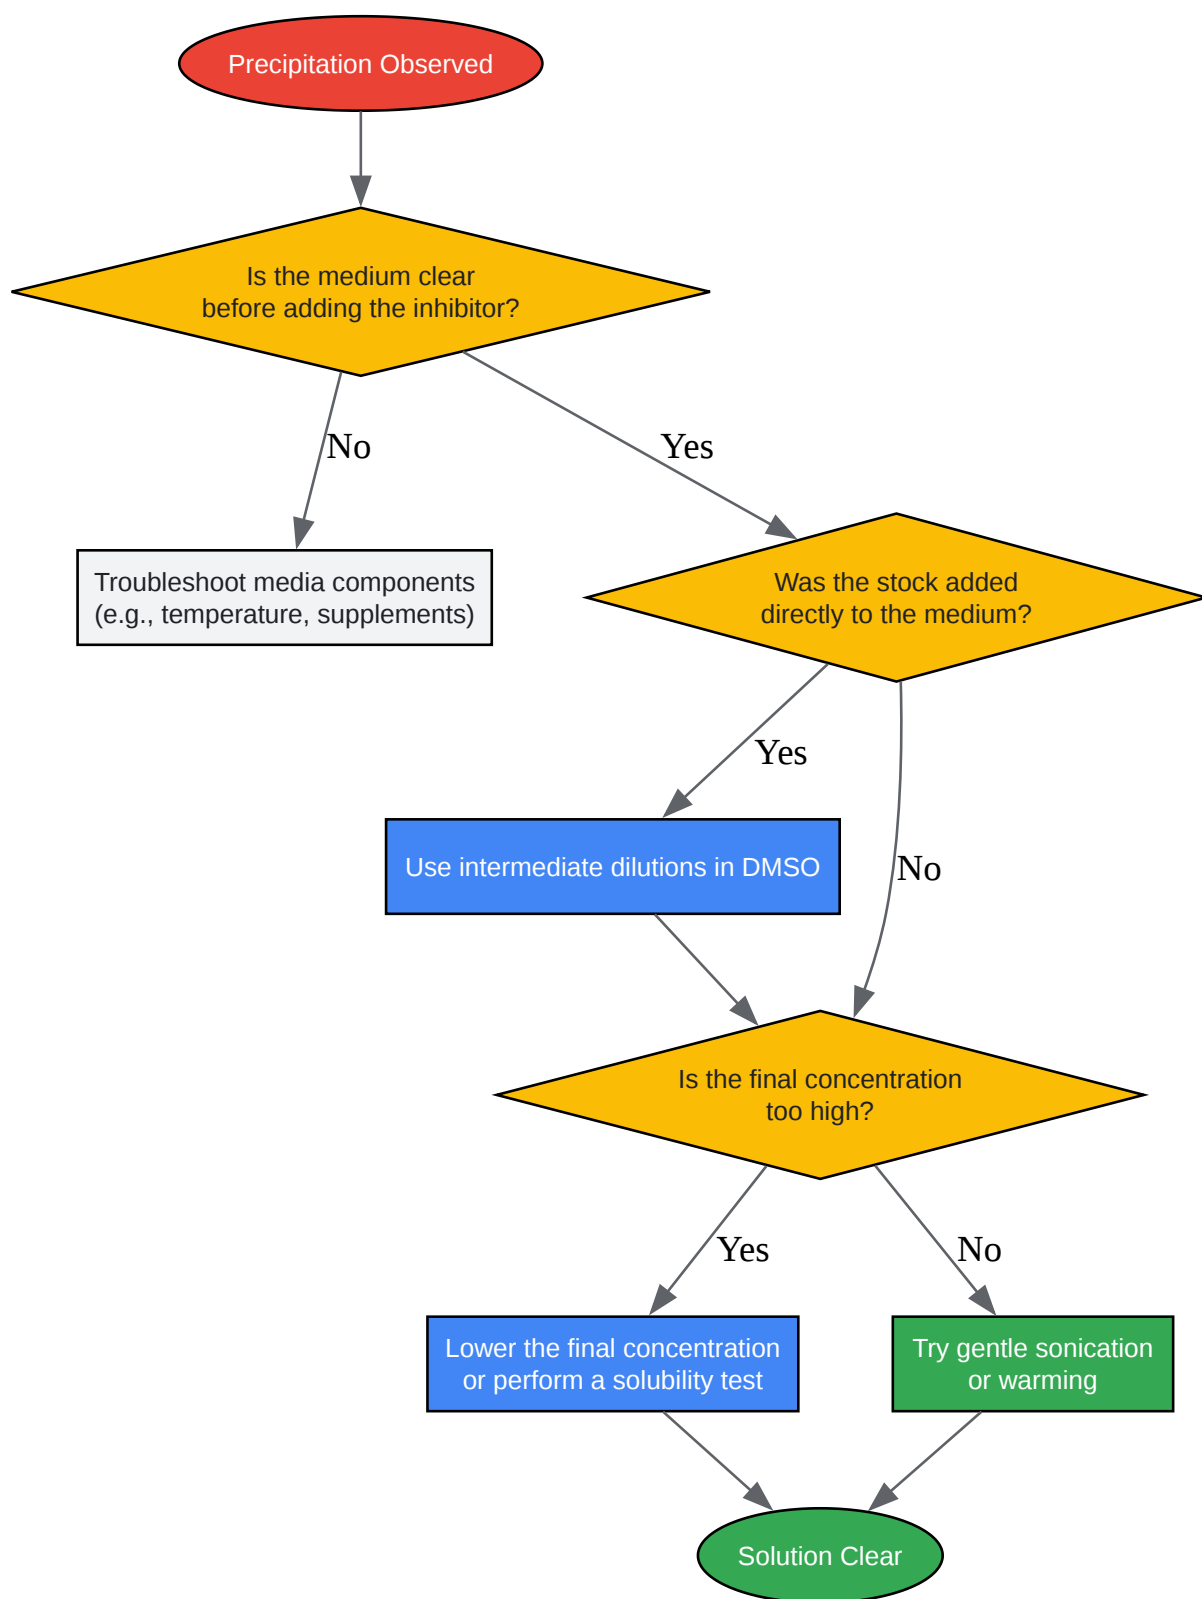 Precipitation Observed
Is the medium clear
before adding the inhibitor?
No
Yes
Troubleshoot media components
(e.g., temperature, supplements)
Was the stock added
directly to the medium?
Yes
Use intermediate dilutions in DMSO
No
Is the final concentration
too high?
Yes
No
Lower the final concentration
or perform a solubility test
Try gentle sonication
or warming
Solution Clear